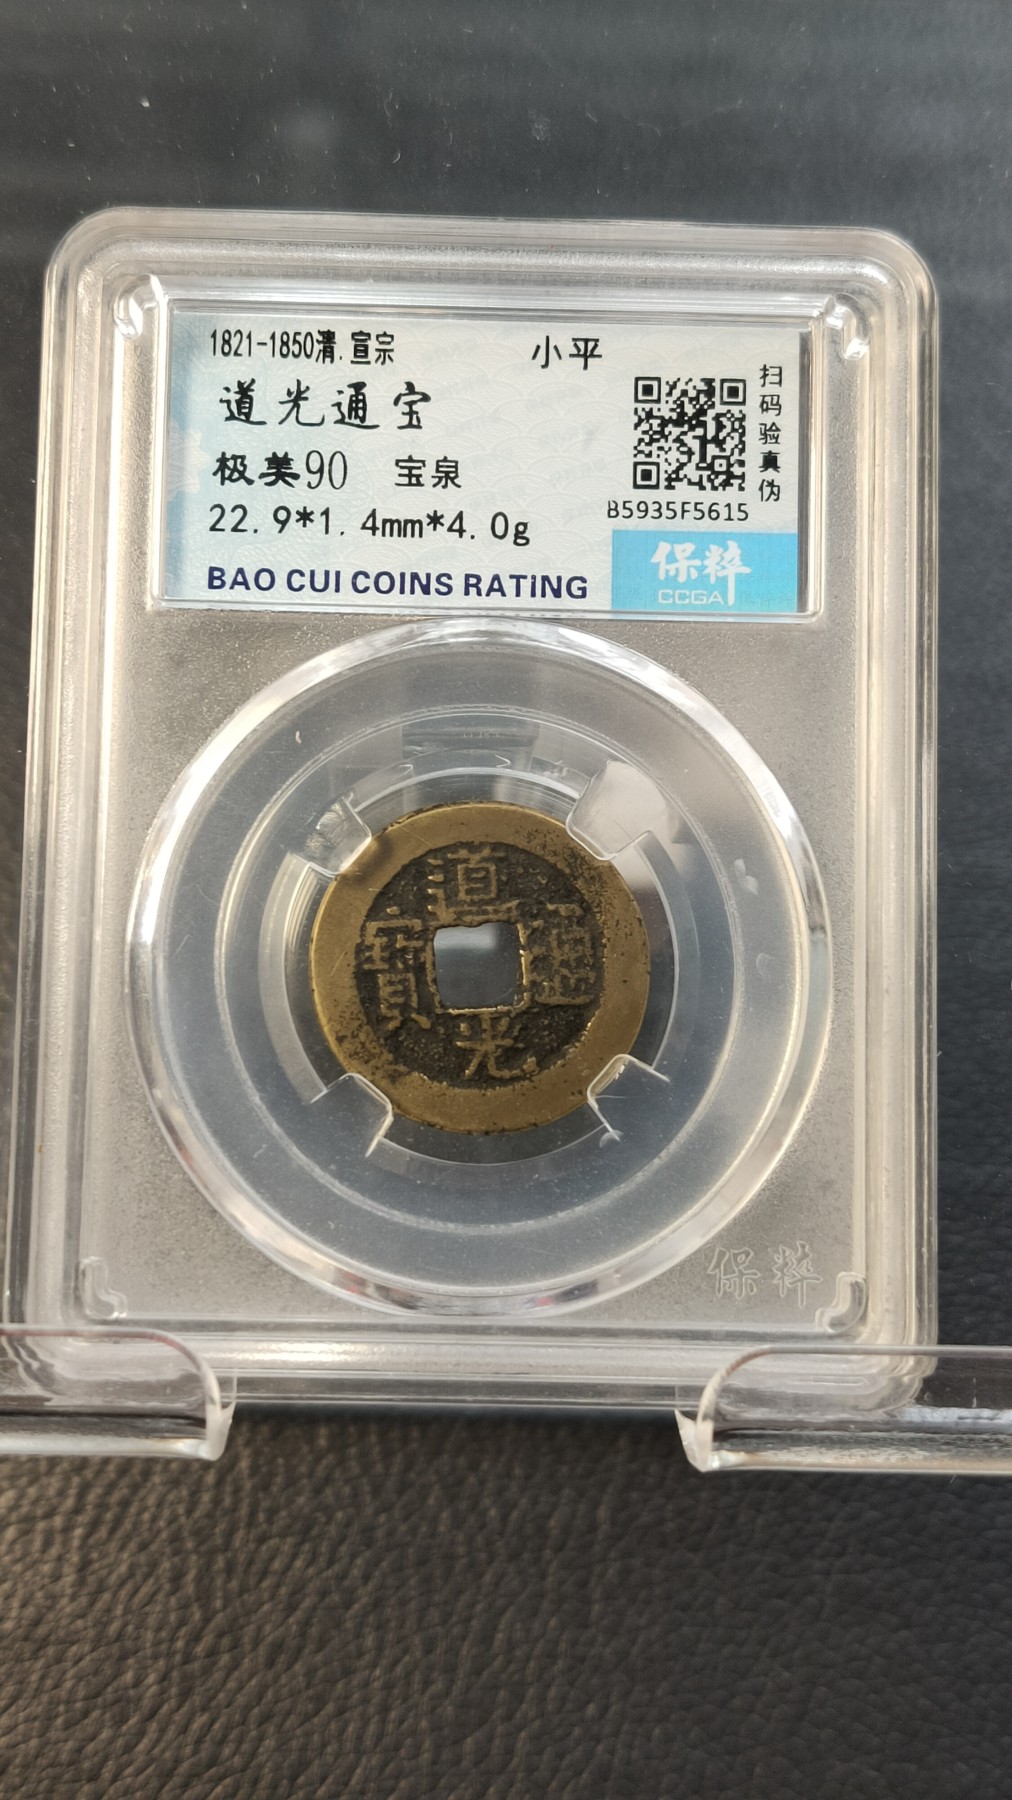 1821-1850清.宣宗 小平
道光通宝
极美90 宝泉
22.9*1.4mm*4.0g
BAO CUI COINS RATiNG
扫码验真伪
B5935F5615
保粹
CCGA
道光通寳
保粹